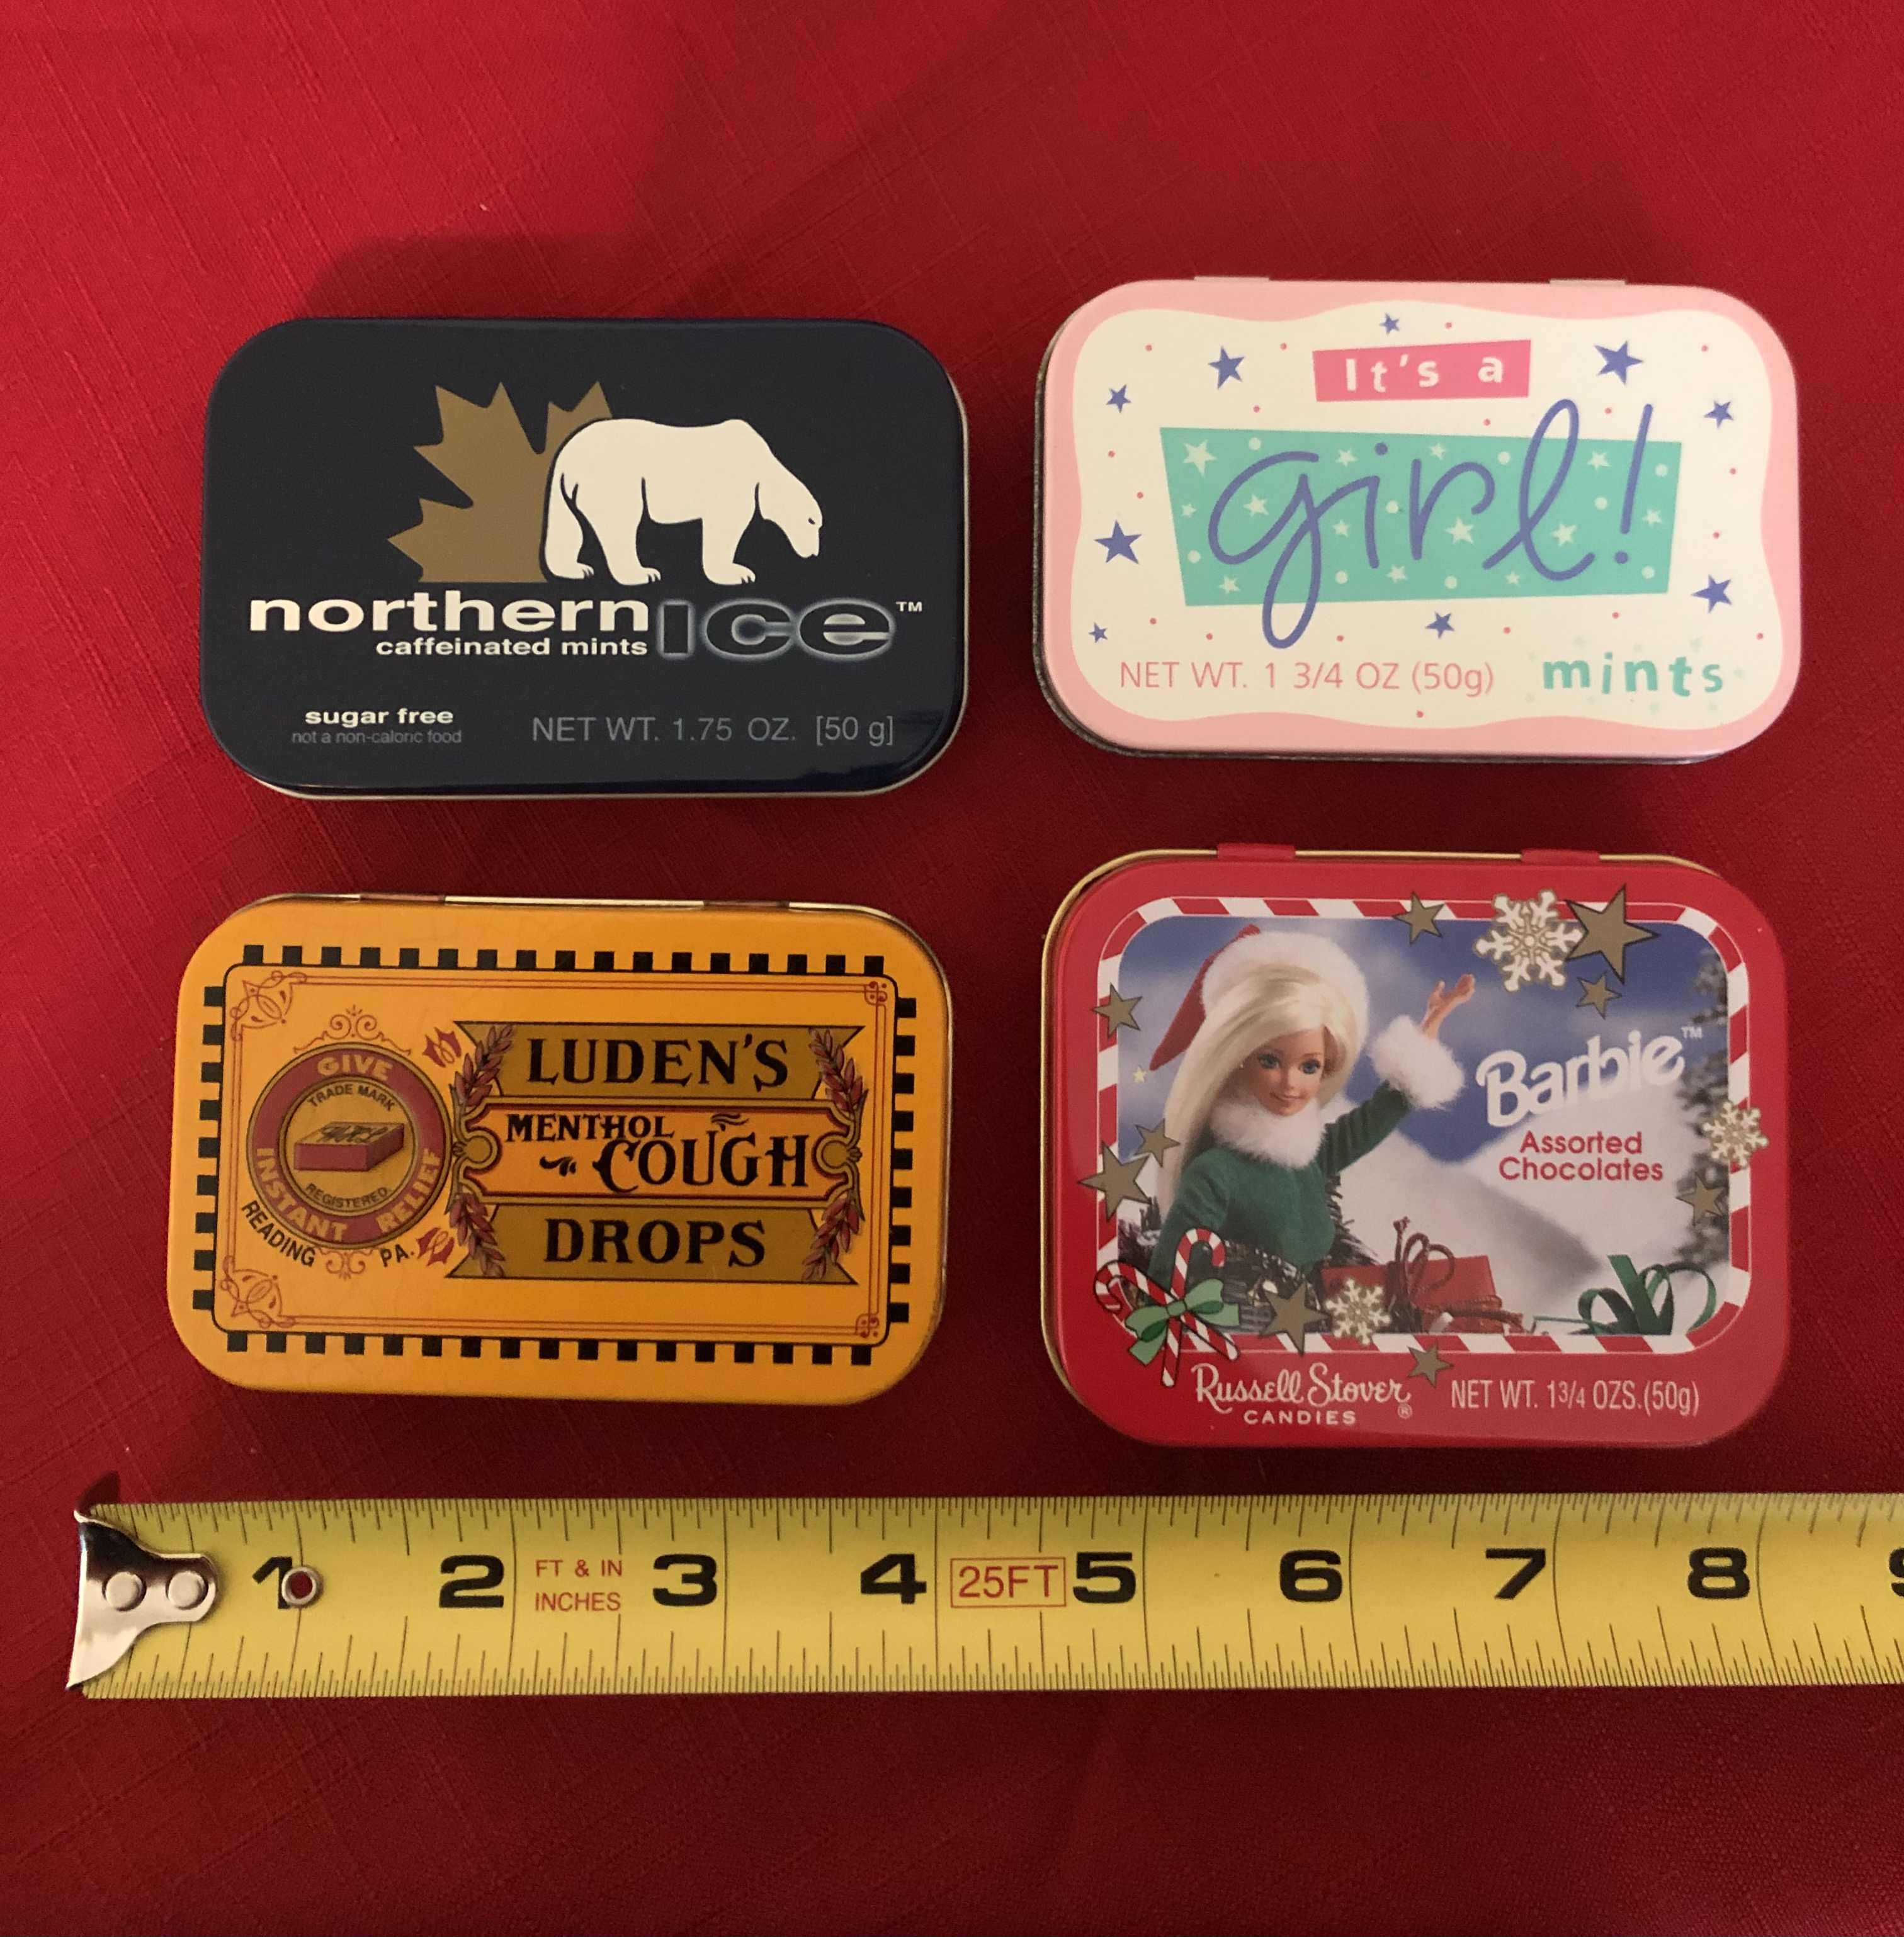 northern ice™
caffeinated mints
sugar free
not a non-caloric food
NET WT. 1.75 OZ. [50 g]
It's a
girl!
NET WT. 1 3/4 OZ (50g)
mints
GIVE
INSTANT RELIEF
TRADE MARK
REGISTERED
READING PA.
LUDEN'S
MENTHOL
COUGH
DROPS
Barbie™
Assorted
Chocolates
Russell Stover®
CANDIES
NET WT. 1 3/4 OZS.(50g)
1 2 FT & IN 3 4 25FT 5 6 7 8 9
INCHES